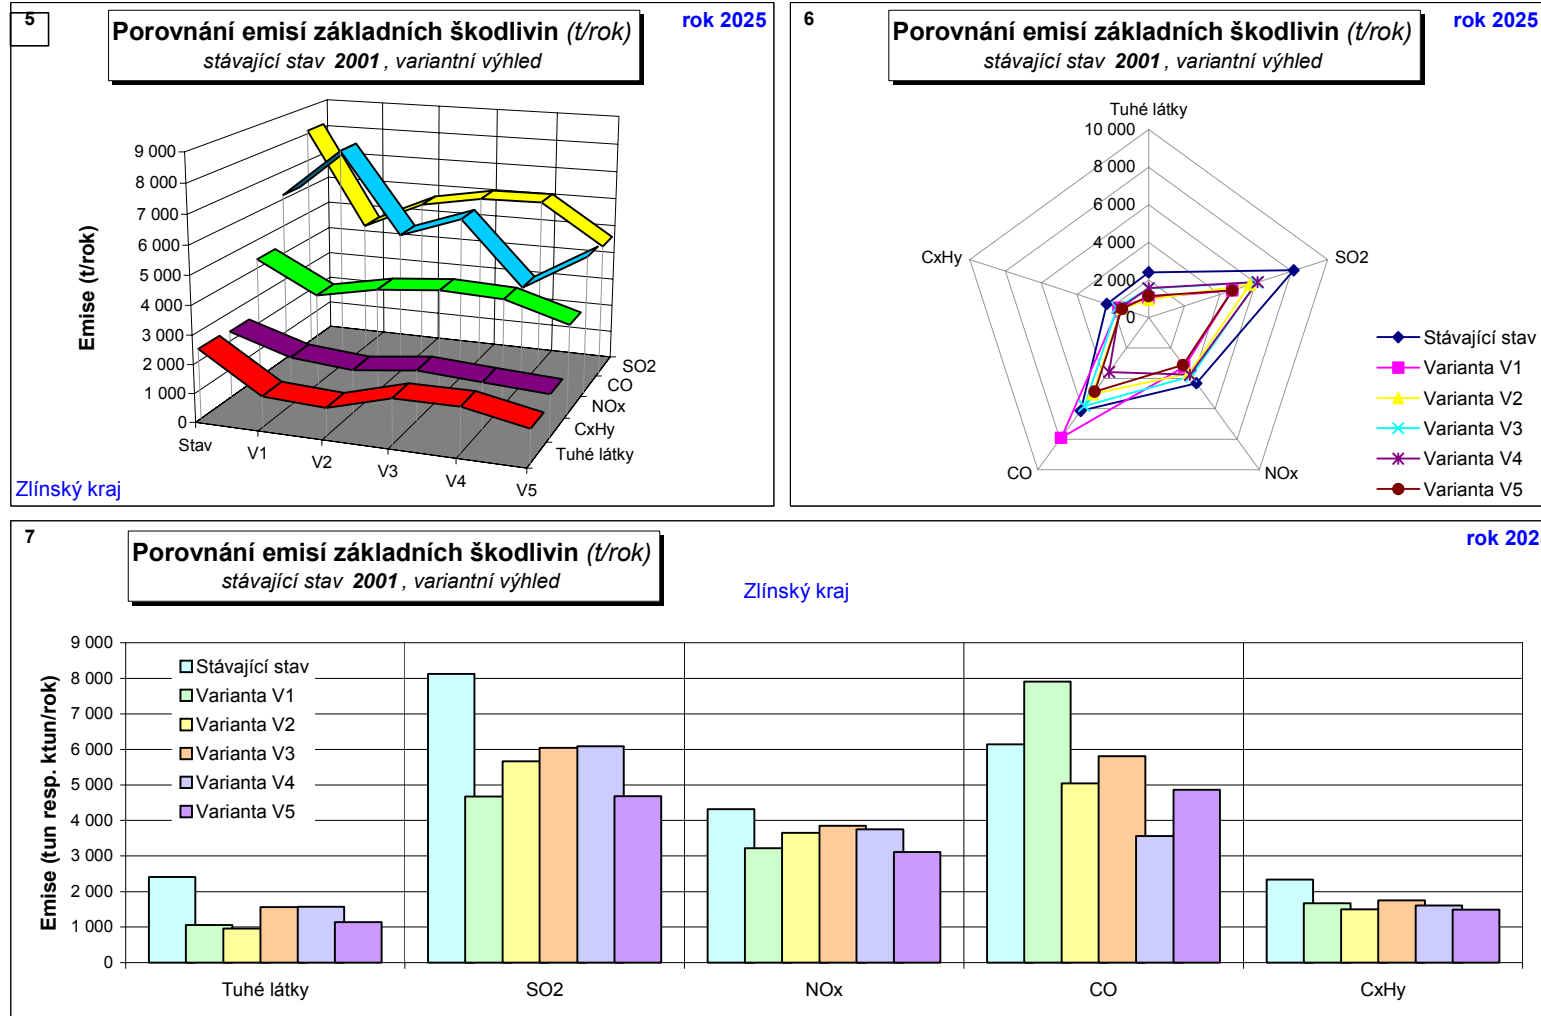 5
rok 2025
Porovnání emisí základních škodlivin (t/rok)
stávající stav 2001 , variantní výhled
Emise (t/rok)
9 000
8 000
7 000
6 000
5 000
4 000
3 000
2 000
1 000
0
Stav
V1
V2
V3
V4
V5
SO2
CO
NOx
CxHy
Tuhé látky
Zlínský kraj
6
rok 2025
Porovnání emisí základních škodlivin (t/rok)
stávající stav 2001 , variantní výhled
Tuhé látky
10 000
8 000
6 000
4 000
2 000
0
SO2
NOx
CO
CxHy
Stávající stav
Varianta V1
Varianta V2
Varianta V3
Varianta V4
Varianta V5
7
rok 202
Porovnání emisí základních škodlivin (t/rok)
stávající stav 2001 , variantní výhled
Zlínský kraj
Emise (tun resp. ktun/rok)
9 000
8 000
7 000
6 000
5 000
4 000
3 000
2 000
1 000
0
Stávající stav
Varianta V1
Varianta V2
Varianta V3
Varianta V4
Varianta V5
Tuhé látky
SO2
NOx
CO
CxHy